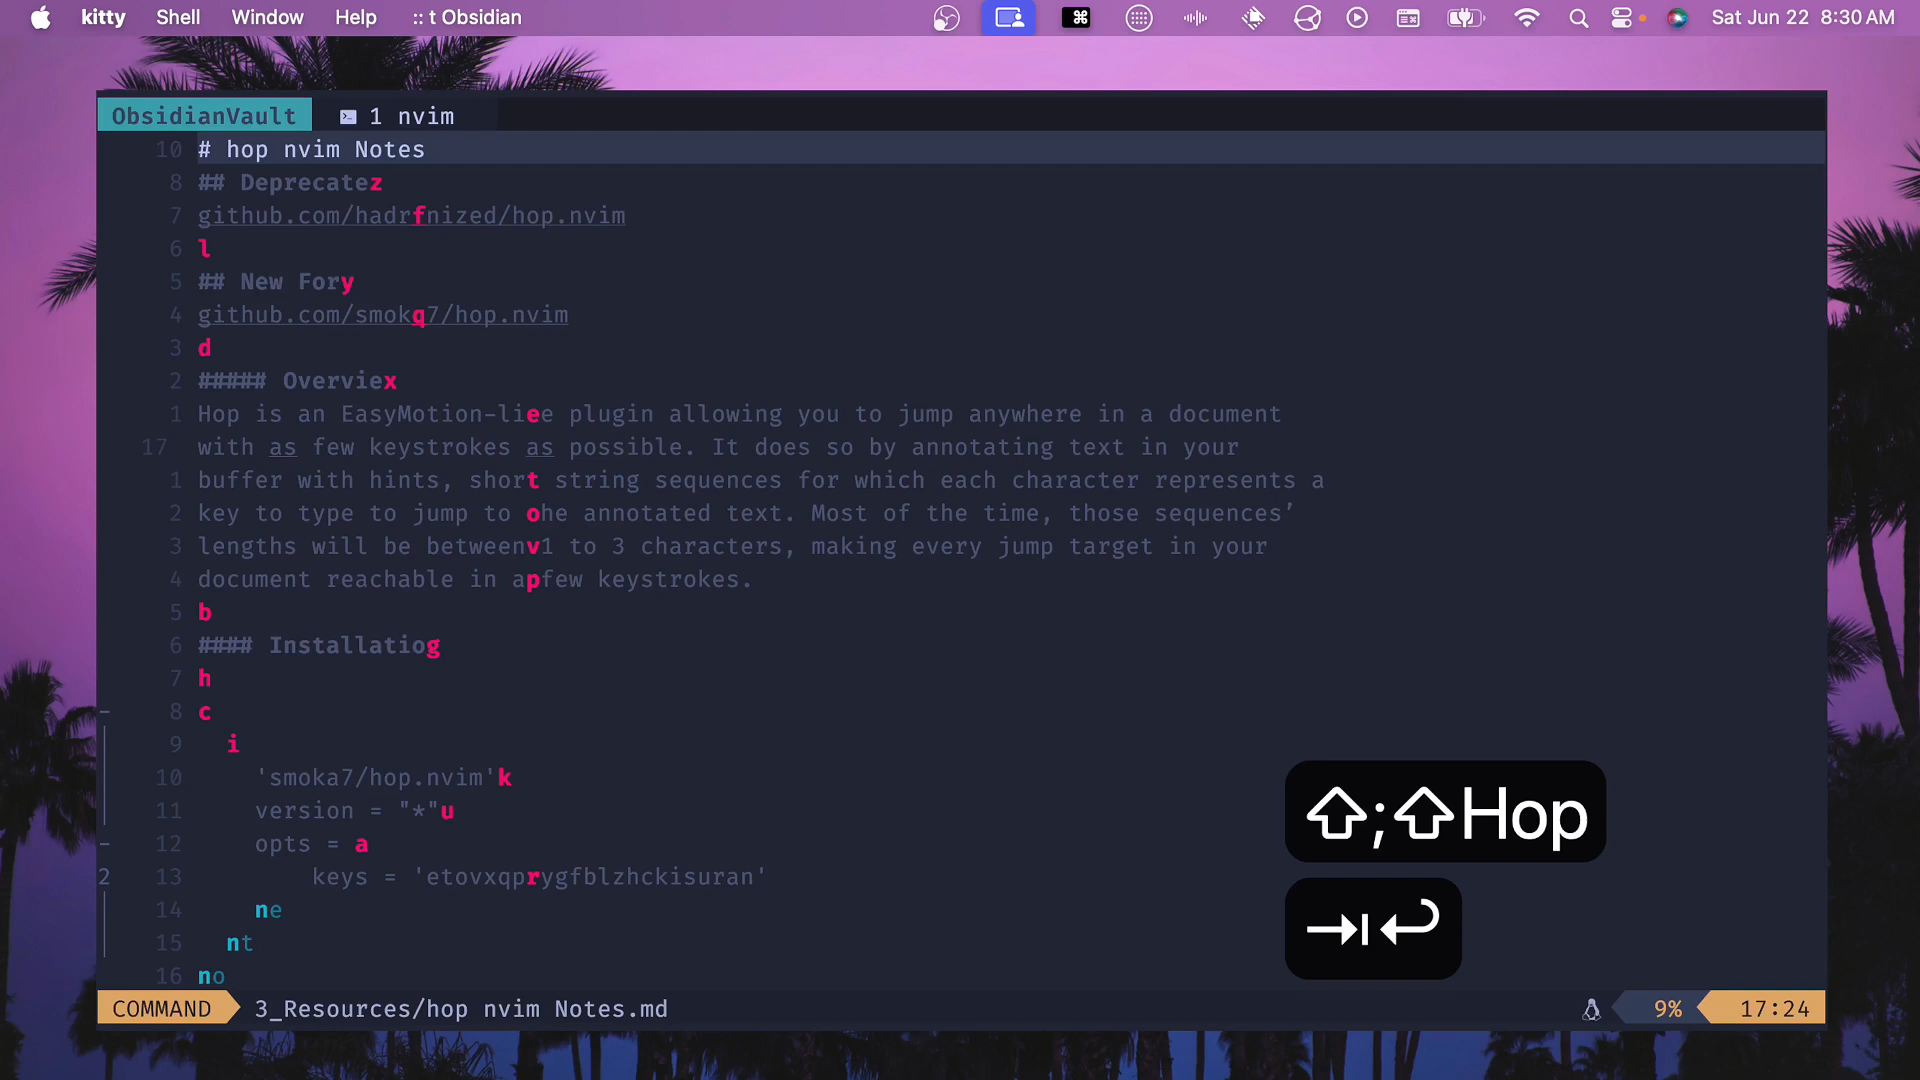 kitty Shell Window Help :: t Obsidian Sat Jun 22 8:30 AM
ObsidianVault 1 nvim
10 # hop nvim Notes
8 ## Deprecatez
7 github.com/hadrfnized/hop.nvim
6 l
5 ## New Fory
4 github.com/smokq7/hop.nvim
3 d
2 ##### Overviex
1 Hop is an EasyMotion-liee plugin allowing you to jump anywhere in a document
17 with as few keystrokes as possible. It does so by annotating text in your
1 buffer with hints, short string sequences for which each character represents a
2 key to type to jump to ohe annotated text. Most of the time, those sequences’
3 lengths will be betweenv1 to 3 characters, making every jump target in your
4 document reachable in apfew keystrokes.
5 b
6 #### Installatiog
7 h
8 c
9 i
10 'smoka7/hop.nvim'k
11 version = "*"u
12 opts = a
2 13 keys = 'etovxqprygfblzhckisuran'
14 ne
15 nt
16 no
⇧;⇧Hop
⇥↩
COMMAND 3_Resources/hop nvim Notes.md 9% 17:24